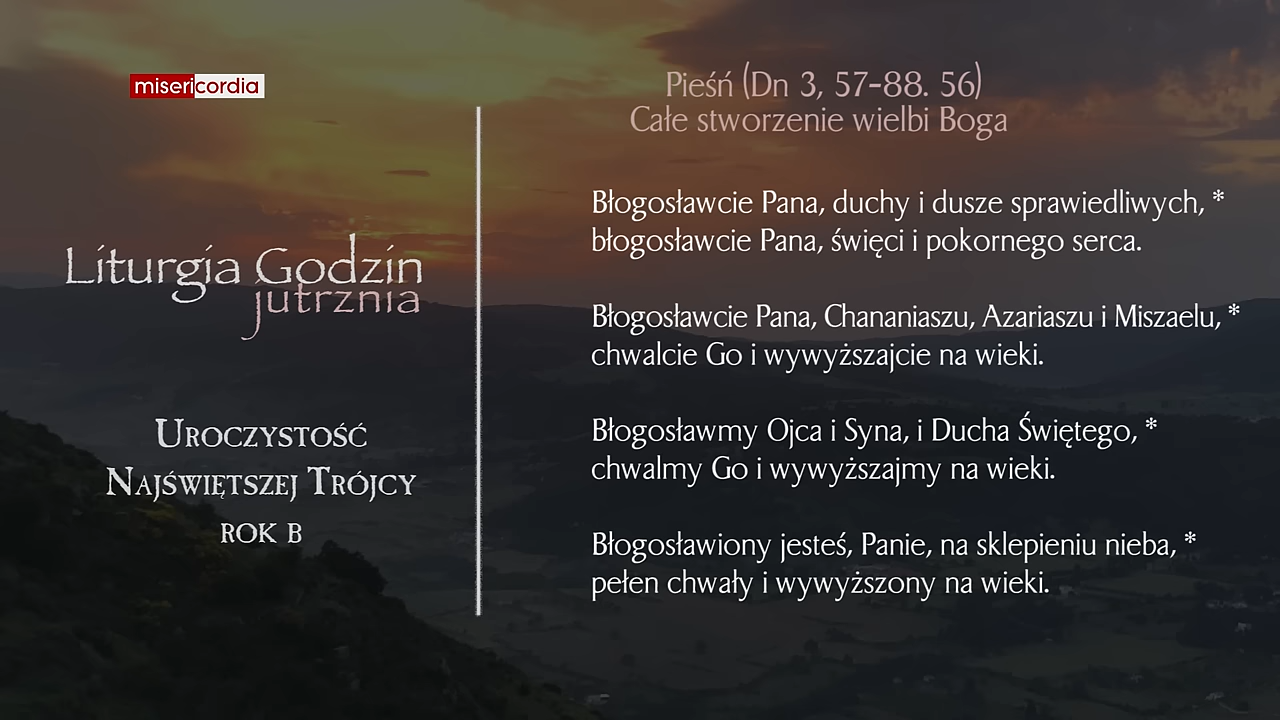 misericordia
Liturgia Godzin
jutrznia
Uroczystość
Najświętszej Trójcy
rok B
Pieśń (Dn 3, 57-88. 56)
Całe stworzenie wielbi Boga
Błogosławcie Pana, duchy i dusze sprawiedliwych, *
błogosławcie Pana, święci i pokornego serca.
Błogosławcie Pana, Chananiaszu, Azariaszu i Miszaelu, *
chwalcie Go i wywyższajcie na wieki.
Błogosławmy Ojca i Syna, i Ducha Świętego, *
chwalmy Go i wywyższajmy na wieki.
Błogosławiony jesteś, Panie, na sklepieniu nieba, *
pełen chwały i wywyższony na wieki.